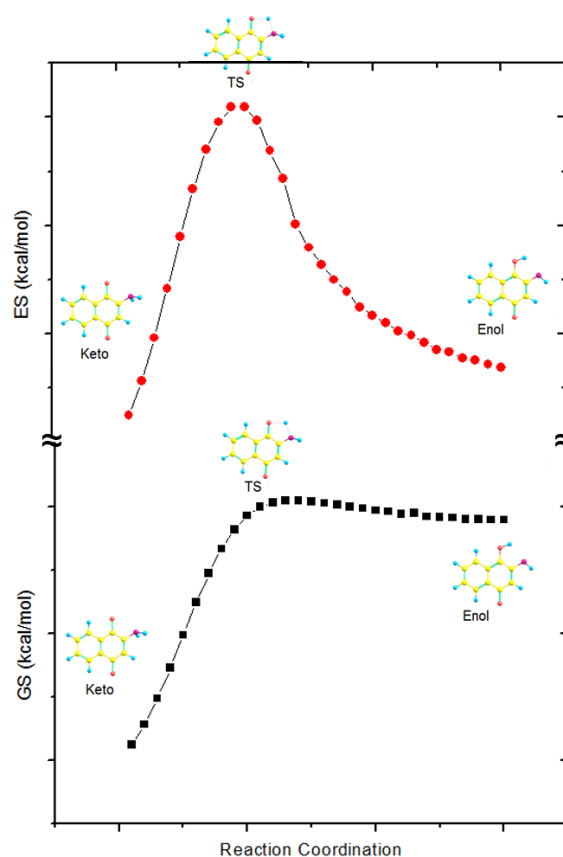 TS
ES (kcal/mol)
Keto
Enol
TS
GS (kcal/mol)
Keto
Enol
Reaction Coordination